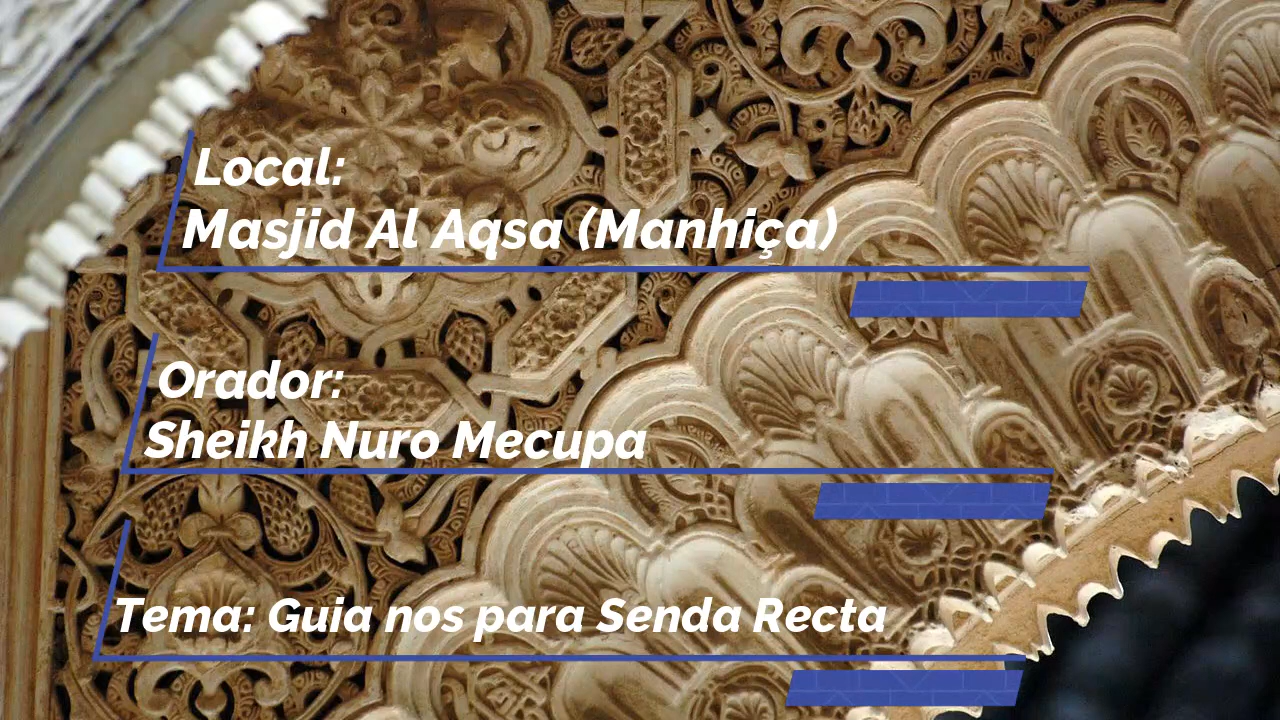 Local:
Masjid Al Aqsa (Manhiça)
Orador:
Sheikh Nuro Mecupa
Tema: Guia nos para Senda Recta